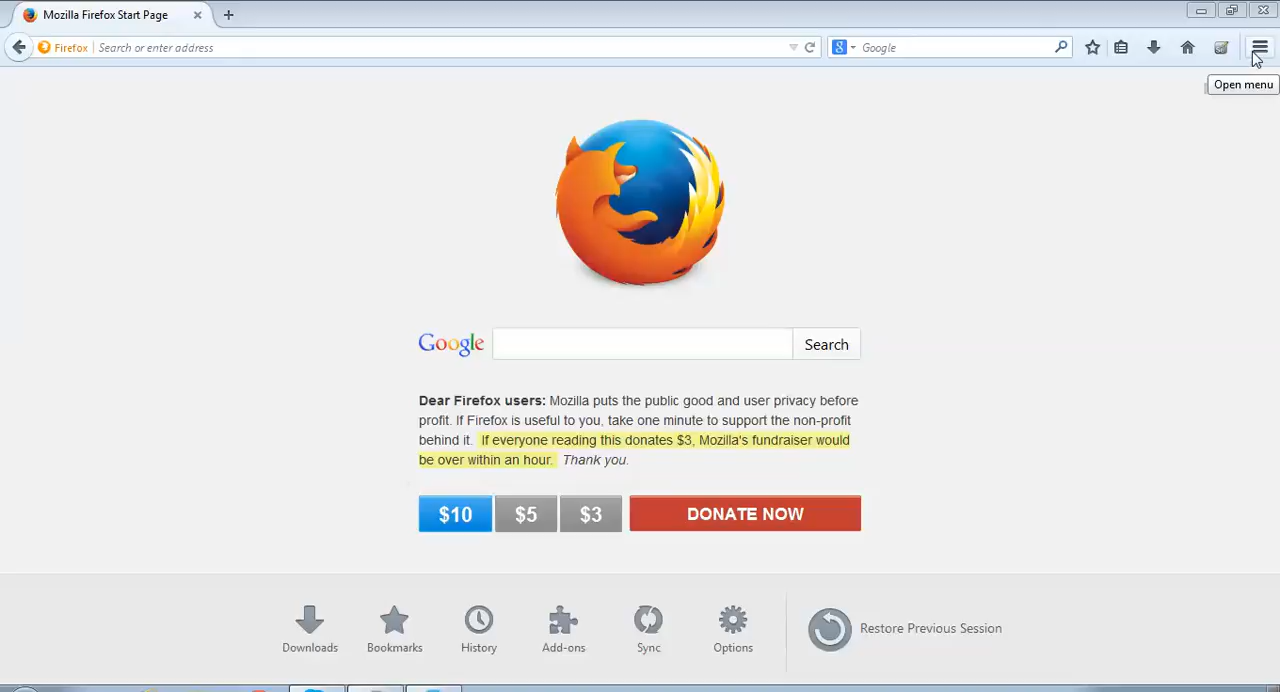 Mozilla Firefox Start Page
Firefox Search or enter address
8 Google
Open menu
Google Search
Dear Firefox users: Mozilla puts the public good and user privacy before
profit. If Firefox is useful to you, take one minute to support the non-profit
behind it. If everyone reading this donates $3, Mozilla's fundraiser would
be over within an hour. Thank you.
$10 $5 $3 DONATE NOW
Downloads Bookmarks History Add-ons Sync Options Restore Previous Session